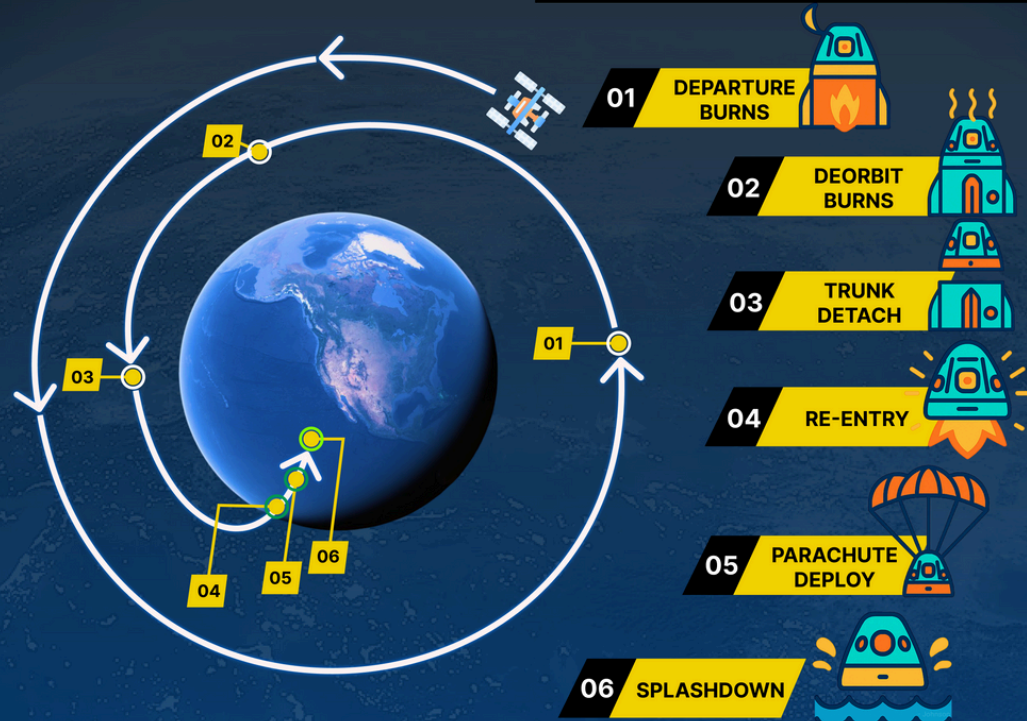 01 DEPARTURE
BURNS
02
02 DEORBIT
BURNS
03 TRUNK
DETACH
01
03
04 RE-ENTRY
05 PARACHUTE
DEPLOY
06
05
04
06 SPLASHDOWN